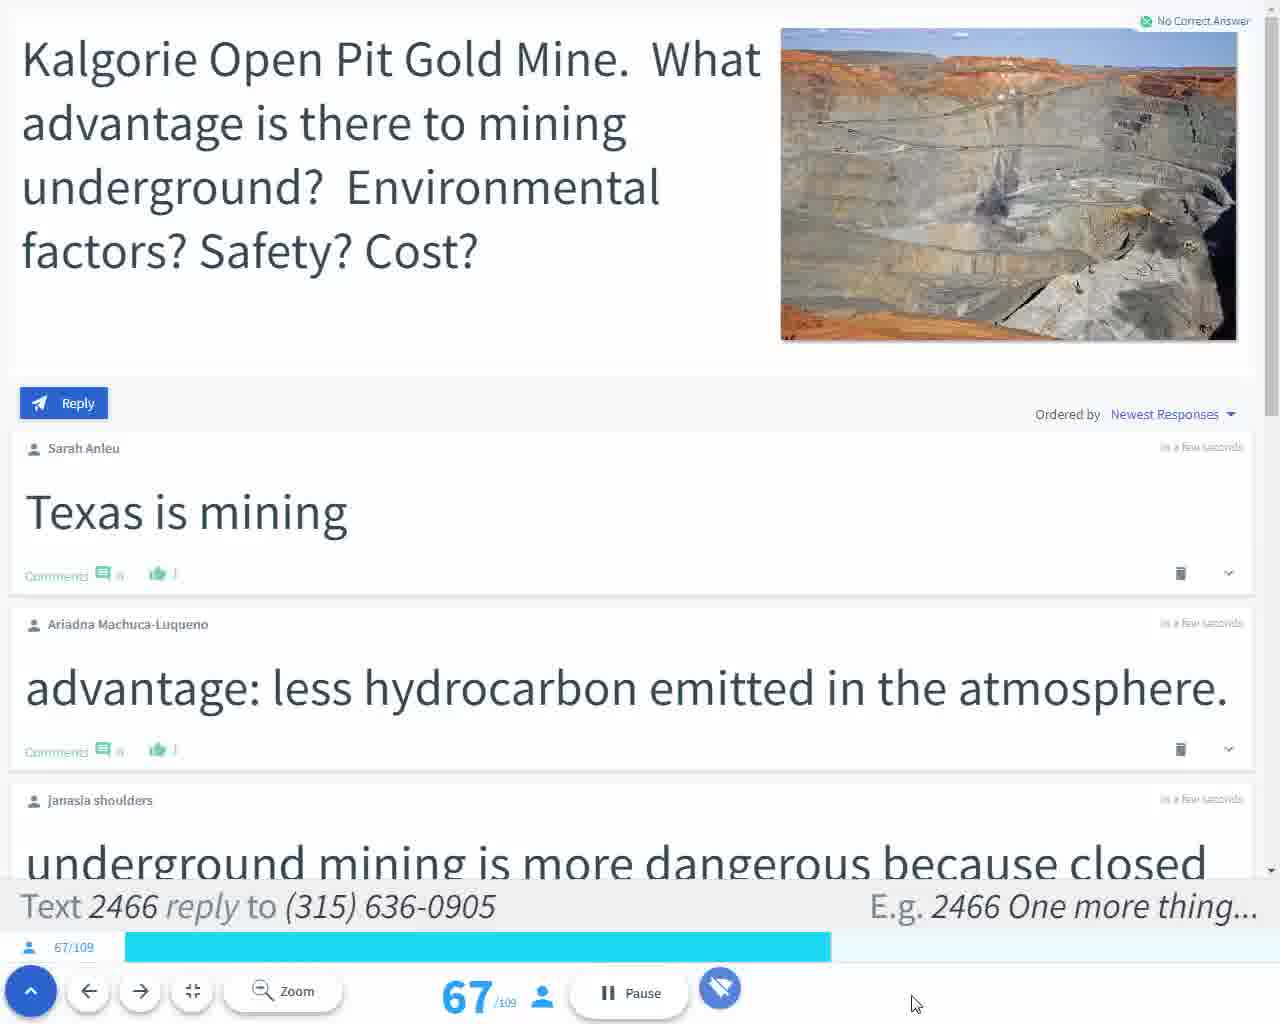 No Correct Answer
Kalgorie Open Pit Gold Mine. What
advantage is there to mining
underground? Environmental
factors? Safety? Cost?
Reply
Ordered by Newest Responses
Sarah Anleu
in a few seconds
Texas is mining
Comments 0
Ariadna Machuca-Luqueno
in a few seconds
advantage: less hydrocarbon emitted in the atmosphere.
Comments 0
janasia shoulders
in a few seconds
underground mining is more dangerous because closed
Text 2466 reply to (315) 636-0905
E.g. 2466 One more thing...
67/109
Zoom
67/109
Pause